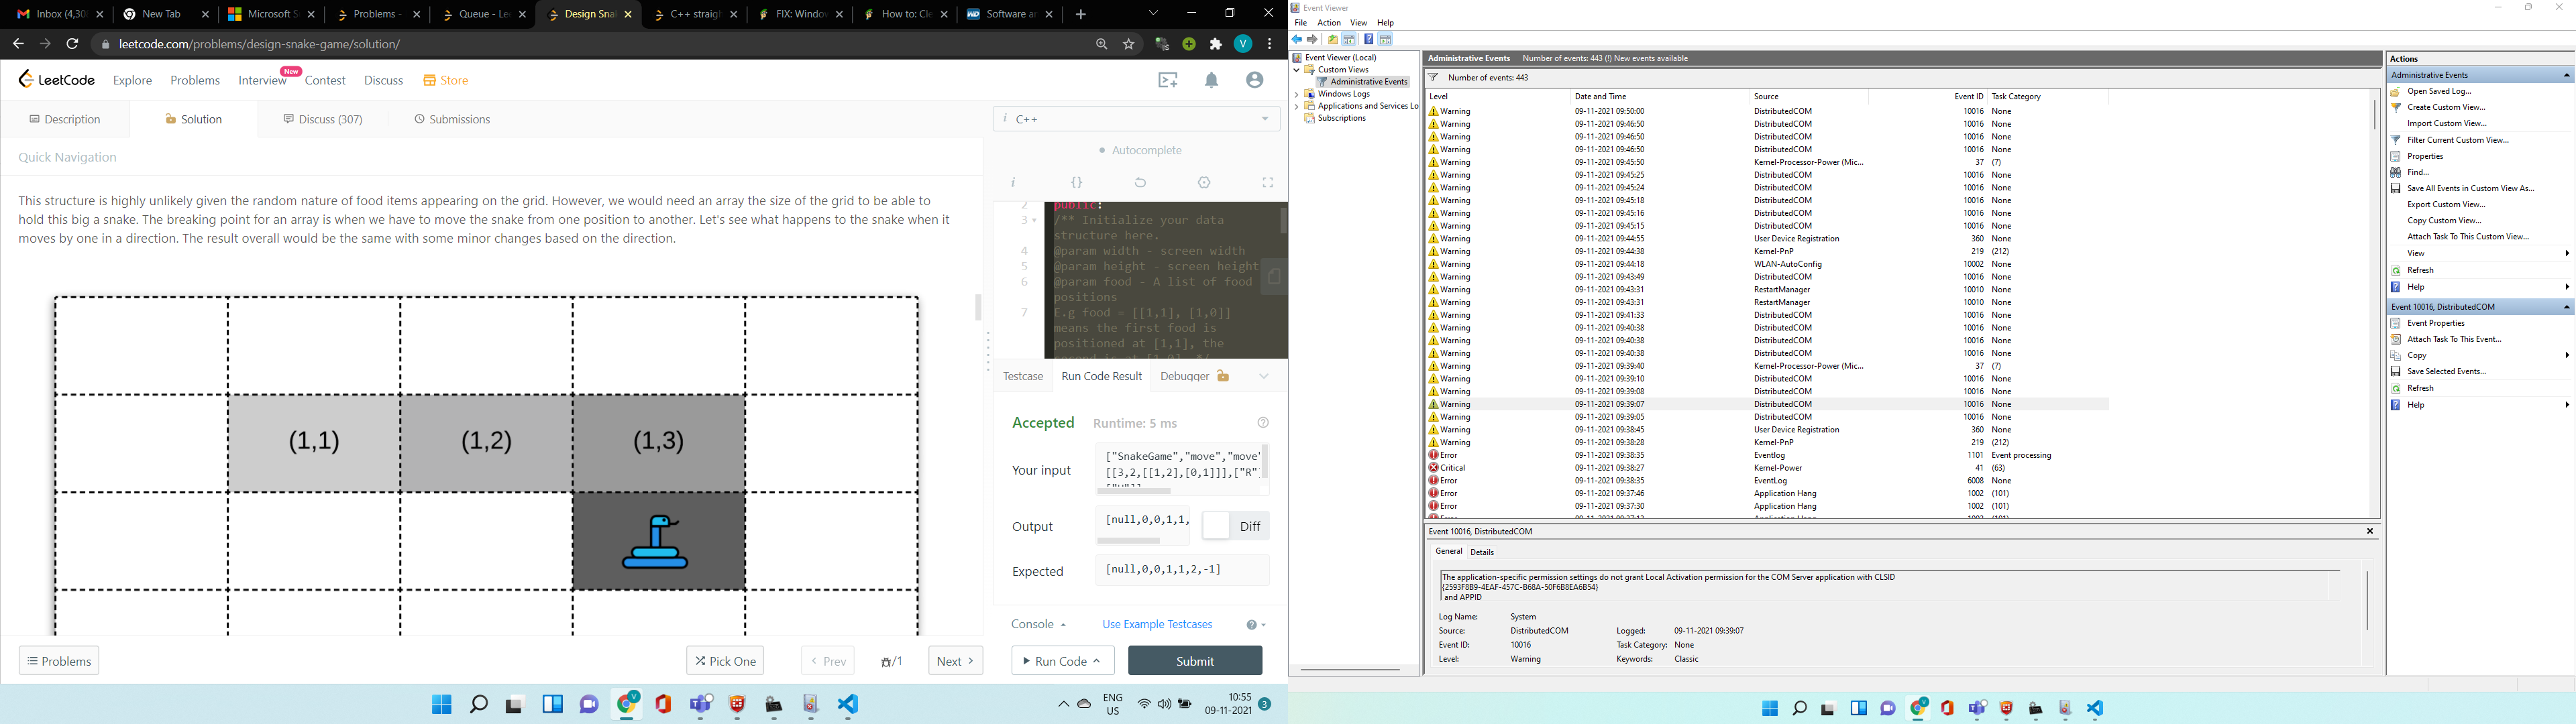 Inbox (4,30
New Tab
Microsoft S
Problems -
Queue - Le
Design Sna
C++ straigh
FIX: Window
How to: Cle
Software an
leetcode.com/problems/design-snake-game/solution/
V
LeetCode
Explore
Problems
Interview
New
Contest
Discuss
Store
Description
Solution
Discuss (307)
Submissions
Quick Navigation
This structure is highly unlikely given the random nature of food items appearing on the grid. However, we would need an array the size of the grid to be able to
hold this big a snake. The breaking point for an array is when we have to move the snake from one position to another. Let's see what happens to the snake when it
moves by one in a direction. The result overall would be the same with some minor changes based on the direction.
(1,1)
(1,2)
(1,3)
Problems
Pick One
Prev
/1
Next
i C++
Autocomplete
i
{}
2 public:
3 /** Initialize your data
structure here.
4 @param width - screen width
5 @param height - screen height
6 @param food - A list of food
positions
7 E.g food = [[1,1], [1,0]]
means the first food is
positioned at [1,1], the
second is at [1,0]. */
Testcase
Run Code Result
Debugger
Accepted
Runtime: 5 ms
Your input
["SnakeGame","move","move"
[[3,2,[[1,2],[0,1]]],["R"
Output
[null,0,0,1,1,
Diff
Expected
[null,0,0,1,1,2,-1]
Console
Use Example Testcases
Run Code
Submit
ENG
US
10:55
09-11-2021
3
Event Viewer
File Action View Help
Event Viewer (Local)
Custom Views
Administrative Events
Windows Logs
Applications and Services Lo
Subscriptions
Administrative Events Number of events: 443 (!) New events available
Number of events: 443
Level Date and Time Source Event ID Task Category
Warning 09-11-2021 09:50:00 DistributedCOM 10016 None
Warning 09-11-2021 09:46:50 DistributedCOM 10016 None
Warning 09-11-2021 09:46:50 DistributedCOM 10016 None
Warning 09-11-2021 09:46:50 DistributedCOM 10016 None
Warning 09-11-2021 09:45:50 Kernel-Processor-Power (Mic... 37 (7)
Warning 09-11-2021 09:45:25 DistributedCOM 10016 None
Warning 09-11-2021 09:45:24 DistributedCOM 10016 None
Warning 09-11-2021 09:45:18 DistributedCOM 10016 None
Warning 09-11-2021 09:45:16 DistributedCOM 10016 None
Warning 09-11-2021 09:45:15 DistributedCOM 10016 None
Warning 09-11-2021 09:44:55 User Device Registration 360 None
Warning 09-11-2021 09:44:38 Kernel-PnP 219 (212)
Warning 09-11-2021 09:44:18 WLAN-AutoConfig 10002 None
Warning 09-11-2021 09:43:49 DistributedCOM 10016 None
Warning 09-11-2021 09:43:31 RestartManager 10010 None
Warning 09-11-2021 09:43:31 RestartManager 10010 None
Warning 09-11-2021 09:41:33 DistributedCOM 10016 None
Warning 09-11-2021 09:40:38 DistributedCOM 10016 None
Warning 09-11-2021 09:40:38 DistributedCOM 10016 None
Warning 09-11-2021 09:40:38 DistributedCOM 10016 None
Warning 09-11-2021 09:39:40 Kernel-Processor-Power (Mic... 37 (7)
Warning 09-11-2021 09:39:10 DistributedCOM 10016 None
Warning 09-11-2021 09:39:08 DistributedCOM 10016 None
Warning 09-11-2021 09:39:07 DistributedCOM 10016 None
Warning 09-11-2021 09:39:05 DistributedCOM 10016 None
Warning 09-11-2021 09:38:45 User Device Registration 360 None
Warning 09-11-2021 09:38:28 Kernel-PnP 219 (212)
Error 09-11-2021 09:38:35 Eventlog 1101 Event processing
Critical 09-11-2021 09:38:27 Kernel-Power 41 (63)
Error 09-11-2021 09:38:35 EventLog 6008 None
Error 09-11-2021 09:37:46 Application Hang 1002 (101)
Error 09-11-2021 09:37:30 Application Hang 1002 (101)
Event 10016, DistributedCOM
General Details
The application-specific permission settings do not grant Local Activation permission for the COM Server application with CLSID
{2593F8B9-4EAF-457C-B68A-50F6B8EA6B54}
and APPID
Log Name: System
Source: DistributedCOM Logged: 09-11-2021 09:39:07
Event ID: 10016 Task Category: None
Level: Warning Keywords: Classic
Actions
Administrative Events
Open Saved Log...
Create Custom View...
Import Custom View...
Filter Current Custom View...
Properties
Find...
Save All Events in Custom View As...
Export Custom View...
Copy Custom View...
Attach Task To This Custom View...
View
Refresh
Help
Event 10016, DistributedCOM
Event Properties
Attach Task To This Event...
Copy
Save Selected Events...
Refresh
Help